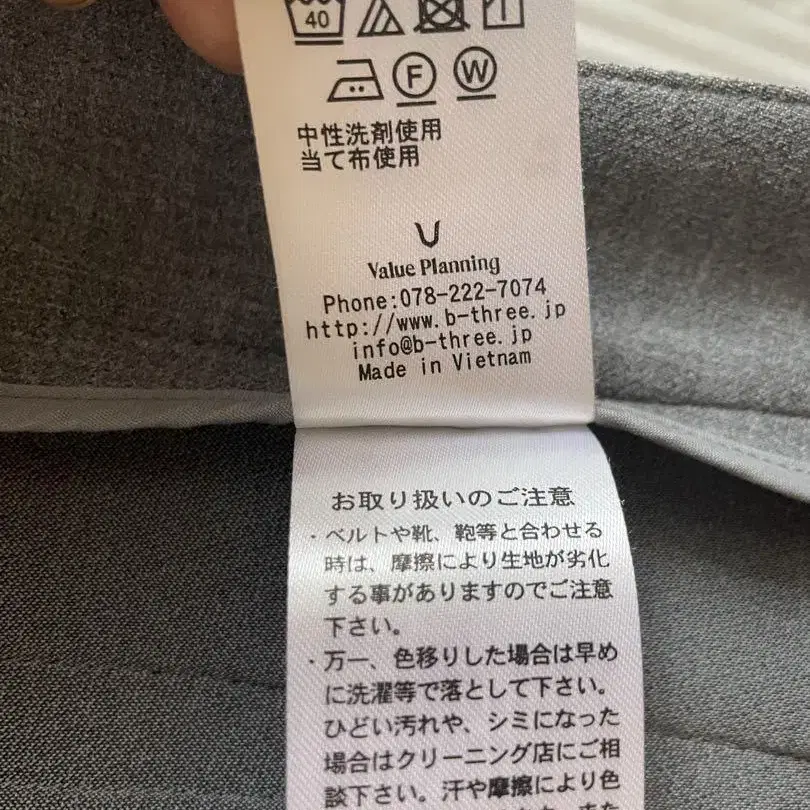 40
F W
中性洗剤使用
当て布使用
Value Planning
Phone:078-222-7074
http://www.b-three.jp
info@b-three.jp
Made in Vietnam
お取り扱いのご注意
・ベルトや靴、鞄等と合わせる
時は、摩擦により生地が劣化
する事がありますのでご注意
下さい。
・万一、色移りした場合は早め
に洗濯等で落として下さい。
ひどい汚れや、シミになった
場合はクリーニング店にご相
談下さい。汗や摩擦により色